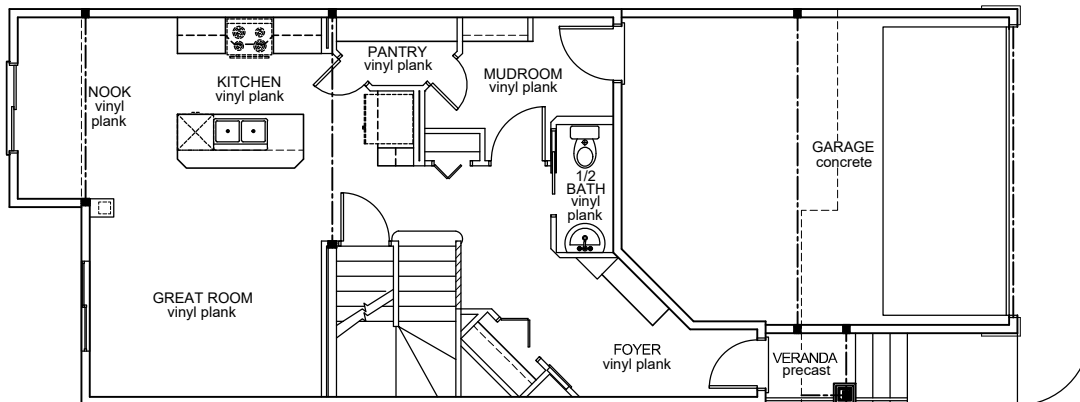 PANTRY
vinyl plank
KITCHEN
vinyl plank
MUDROOM
vinyl plank
NOOK
vinyl
plank
GARAGE
concrete
1/2
BATH
vinyl
plank
GREAT ROOM
vinyl plank
FOYER
vinyl plank
VERANDA
precast